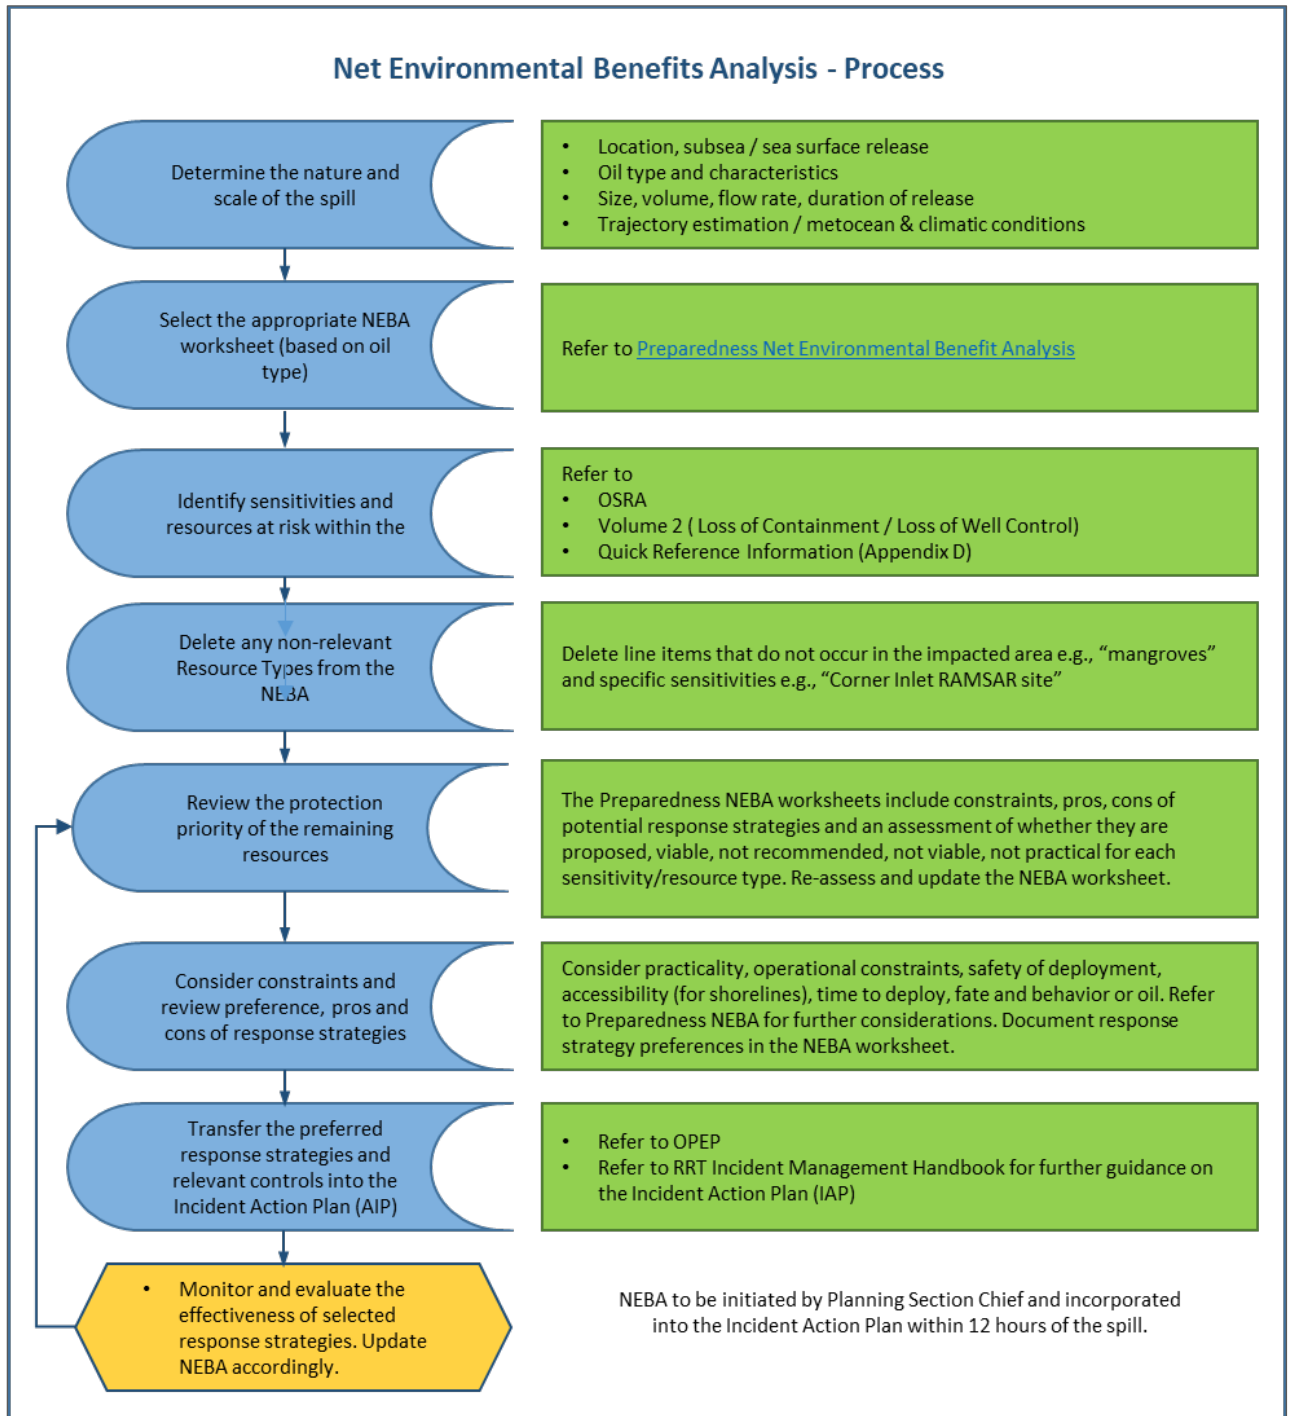 Net Environmental Benefits Analysis - Process
Determine the nature and
scale of the spill
• Location, subsea / sea surface release
• Oil type and characteristics
• Size, volume, flow rate, duration of release
• Trajectory estimation / metocean & climatic conditions
Select the appropriate NEBA
worksheet (based on oil
type)
Refer to Preparedness Net Environmental Benefit Analysis
Identify sensitivities and
resources at risk within the
Refer to
• OSRA
• Volume 2 ( Loss of Containment / Loss of Well Control)
• Quick Reference Information (Appendix D)
Delete any non-relevant
Resource Types from the
NEBA
Delete line items that do not occur in the impacted area e.g., “mangroves”
and specific sensitivities e.g., “Corner Inlet RAMSAR site”
Review the protection
priority of the remaining
resources
The Preparedness NEBA worksheets include constraints, pros, cons of
potential response strategies and an assessment of whether they are
proposed, viable, not recommended, not viable, not practical for each
sensitivity/resource type. Re-assess and update the NEBA worksheet.
Consider constraints and
review preference, pros and
cons of response strategies
Consider practicality, operational constraints, safety of deployment,
accessibility (for shorelines), time to deploy, fate and behavior or oil. Refer
to Preparedness NEBA for further considerations. Document response
strategy preferences in the NEBA worksheet.
Transfer the preferred
response strategies and
relevant controls into the
Incident Action Plan (AIP)
• Refer to OPEP
• Refer to RRT Incident Management Handbook for further guidance on
the Incident Action Plan (IAP)
• Monitor and evaluate the
effectiveness of selected
response strategies. Update
NEBA accordingly.
NEBA to be initiated by Planning Section Chief and incorporated
into the Incident Action Plan within 12 hours of the spill.